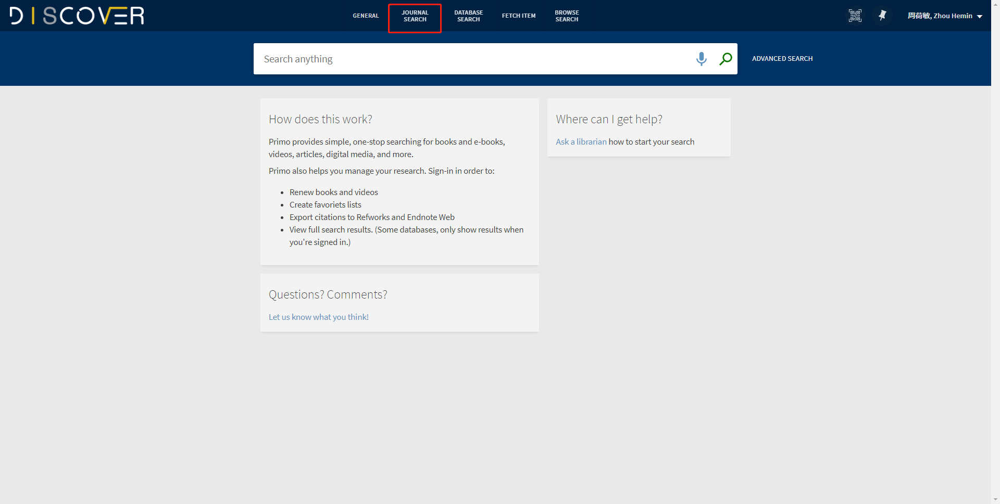 DISCOVER
GENERAL
JOURNAL
SEARCH
DATABASE
SEARCH
FETCH ITEM
BROWSE
SEARCH
周荷敏, Zhou Hemin
Search anything
ADVANCED SEARCH
How does this work?
Primo provides simple, one-stop searching for books and e-books,
videos, articles, digital media, and more.
Primo also helps you manage your research. Sign-in in order to:
• Renew books and videos
• Create favoriets lists
• Export citations to Refworks and Endnote Web
• View full search results. (Some databases, only show results when
you're signed in.)
Where can I get help?
Ask a librarian how to start your search
Questions? Comments?
Let us know what you think!